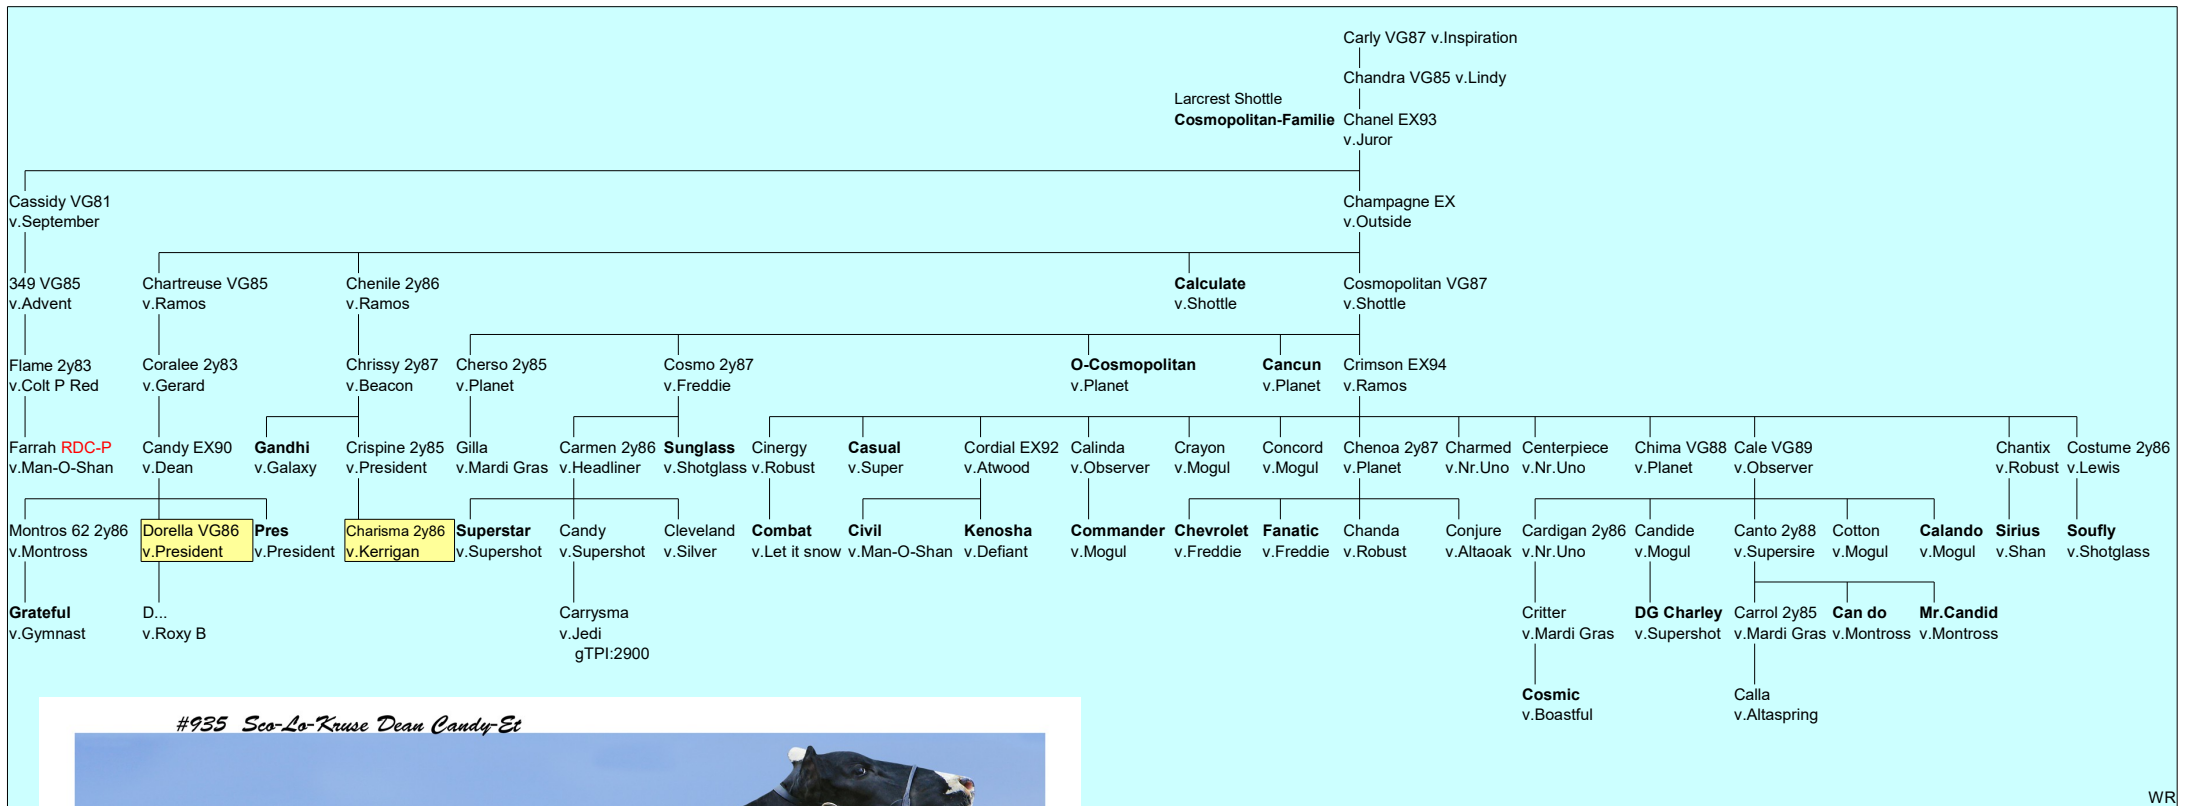 Carly VG87 v.Inspiration
Chandra VG85 v.Lindy
Larcrest Shottle
Cosmopolitan-Familie Chanel EX93
v.Juror
Cassidy VG81 Champagne EX
v.September v.Outside
349 VG85 Chartreuse VG85 Chenile 2y86 Calculate Cosmopolitan VG87
v.Advent v.Ramos v.Ramos v.Shottle v.Shottle
Flame 2y83 Coralee 2y83 Chrissy 2y87 Cherso 2y85 Cosmo 2y87 O-Cosmopolitan Cancun Crimson EX94
v.Colt P Red v.Gerard v.Beacon v.Planet v.Freddie v.Planet v.Planet v.Ramos
Farrah RDC-P Candy EX90 Gandhi Crispine 2y85 Gilla Carmen 2y86 Sunglass Cinergy Casual Cordial EX92 Calinda Crayon Concord Chenoa 2y87 Charmed Centerpiece Chima VG88 Cale VG89 Chantix Costume 2y86
v.Man-O-Shan v.Dean v.Galaxy v.President v.Mardi Gras v.Headliner v.Shotglass v.Robust v.Super v.Atwood v.Observer v.Mogul v.Mogul v.Planet v.Nr.Uno v.Nr.Uno v.Planet v.Observer v.Robust v.Lewis
Montros 62 2y86 Dorella VG86 Pres Charisma 2y86 Superstar Candy Cleveland Combat Civil Kenosha Commander Chevrolet Fanatic Chanda Conjure Cardigan 2y86 Candide Canto 2y88 Cotton Calando Sirius Soufly
v.Montross v.President v.President v.Kerrigan v.Supershot v.Supershot v.Silver v.Let it snow v.Man-O-Shan v.Defiant v.Mogul v.Freddie v.Freddie v.Robust v.Altaoak v.Nr.Uno v.Mogul v.Supersire v.Mogul v.Mogul v.Shan v.Shotglass
Grateful D... Carrysma Critter DG Charley Carrol 2y85 Can do Mr.Candid
v.Gymnast v.Roxy B v.Jedi v.Mardi Gras v.Supershot v.Mardi Gras v.Montross v.Montross
gTPI:2900
Cosmic Calla
v.Boastful v.Altaspring
#935 Sco-Lo-Kruse Dean Candy-Et
WR